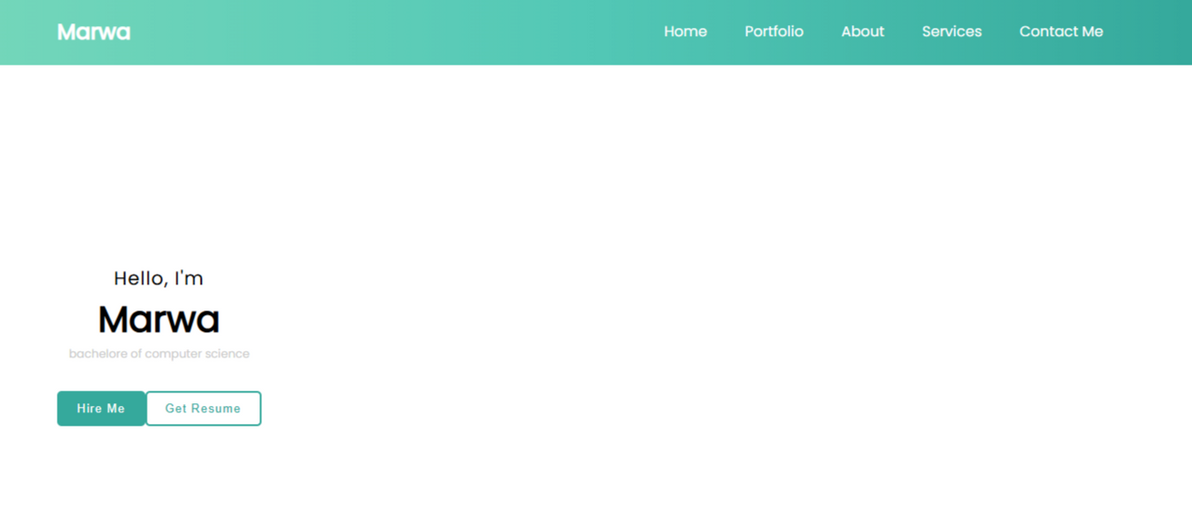 Marwa Home Portfolio About Services Contact Me
Hello, I'm
Marwa
bachelore of computer science
Hire Me Get Resume